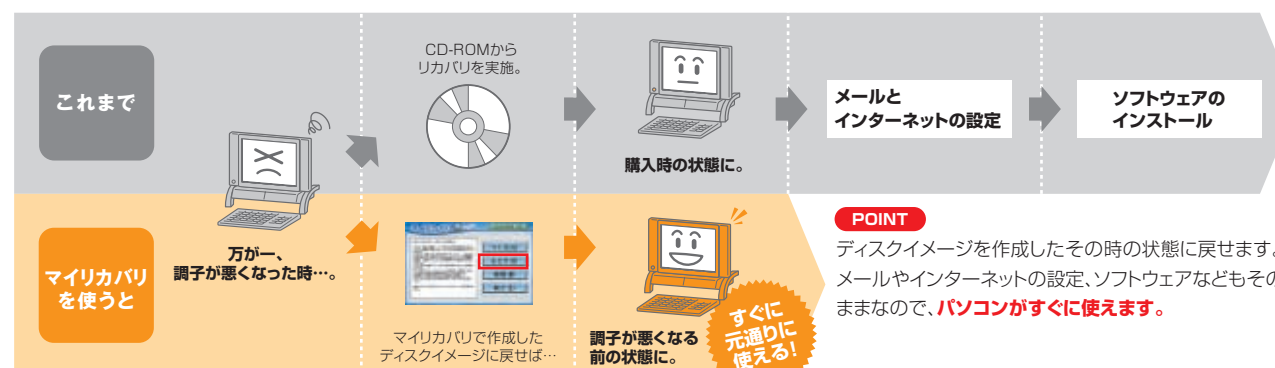 これまで
CD-ROMから
リカバリを実施。
購入時の状態に。
メールと
インターネットの設定
ソフトウェアの
インストール
万が一、
調子が悪くなった時…。
マイリカバリ
を使うと
マイリカバリで作成した
ディスクイメージに戻せば…
調子が悪くなる
前の状態に。
すぐに
元通りに
使える!
POINT
ディスクイメージを作成したその時の状態に戻せます。
メールやインターネットの設定、ソフトウェアなどもその
ままなので、パソコンがすぐに使えます。